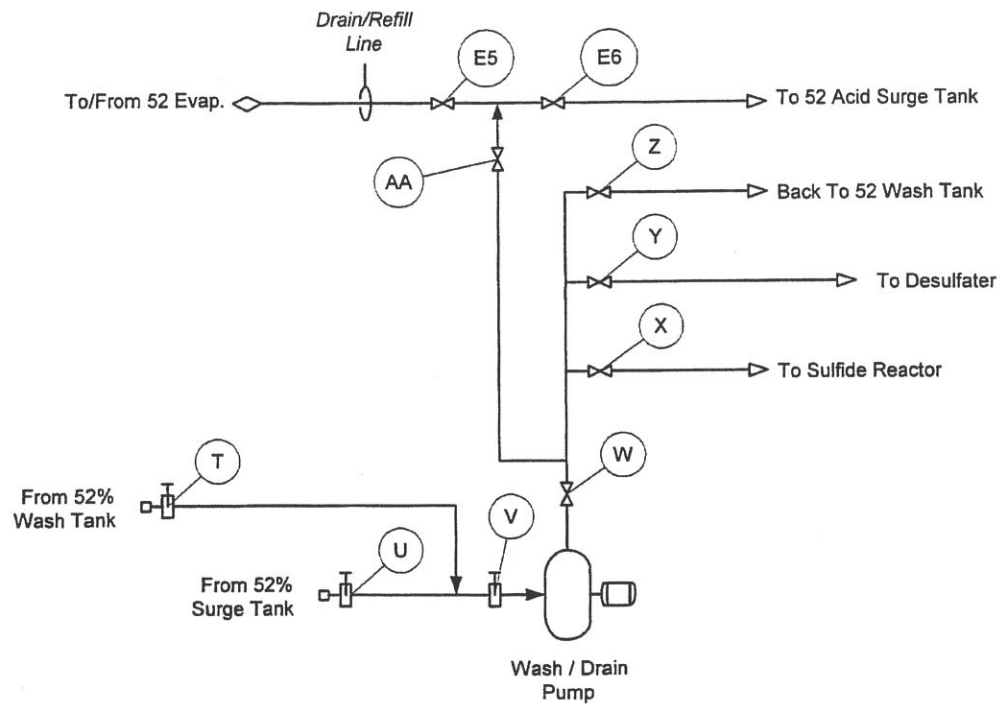 Drain/Refill
Line
E5
E6
To/From 52 Evap.
To 52 Acid Surge Tank
AA
Z
Back To 52 Wash Tank
Y
To Desulfater
X
To Sulfide Reactor
T
W
From 52%
Wash Tank
V
U
From 52%
Surge Tank
Wash / Drain
Pump